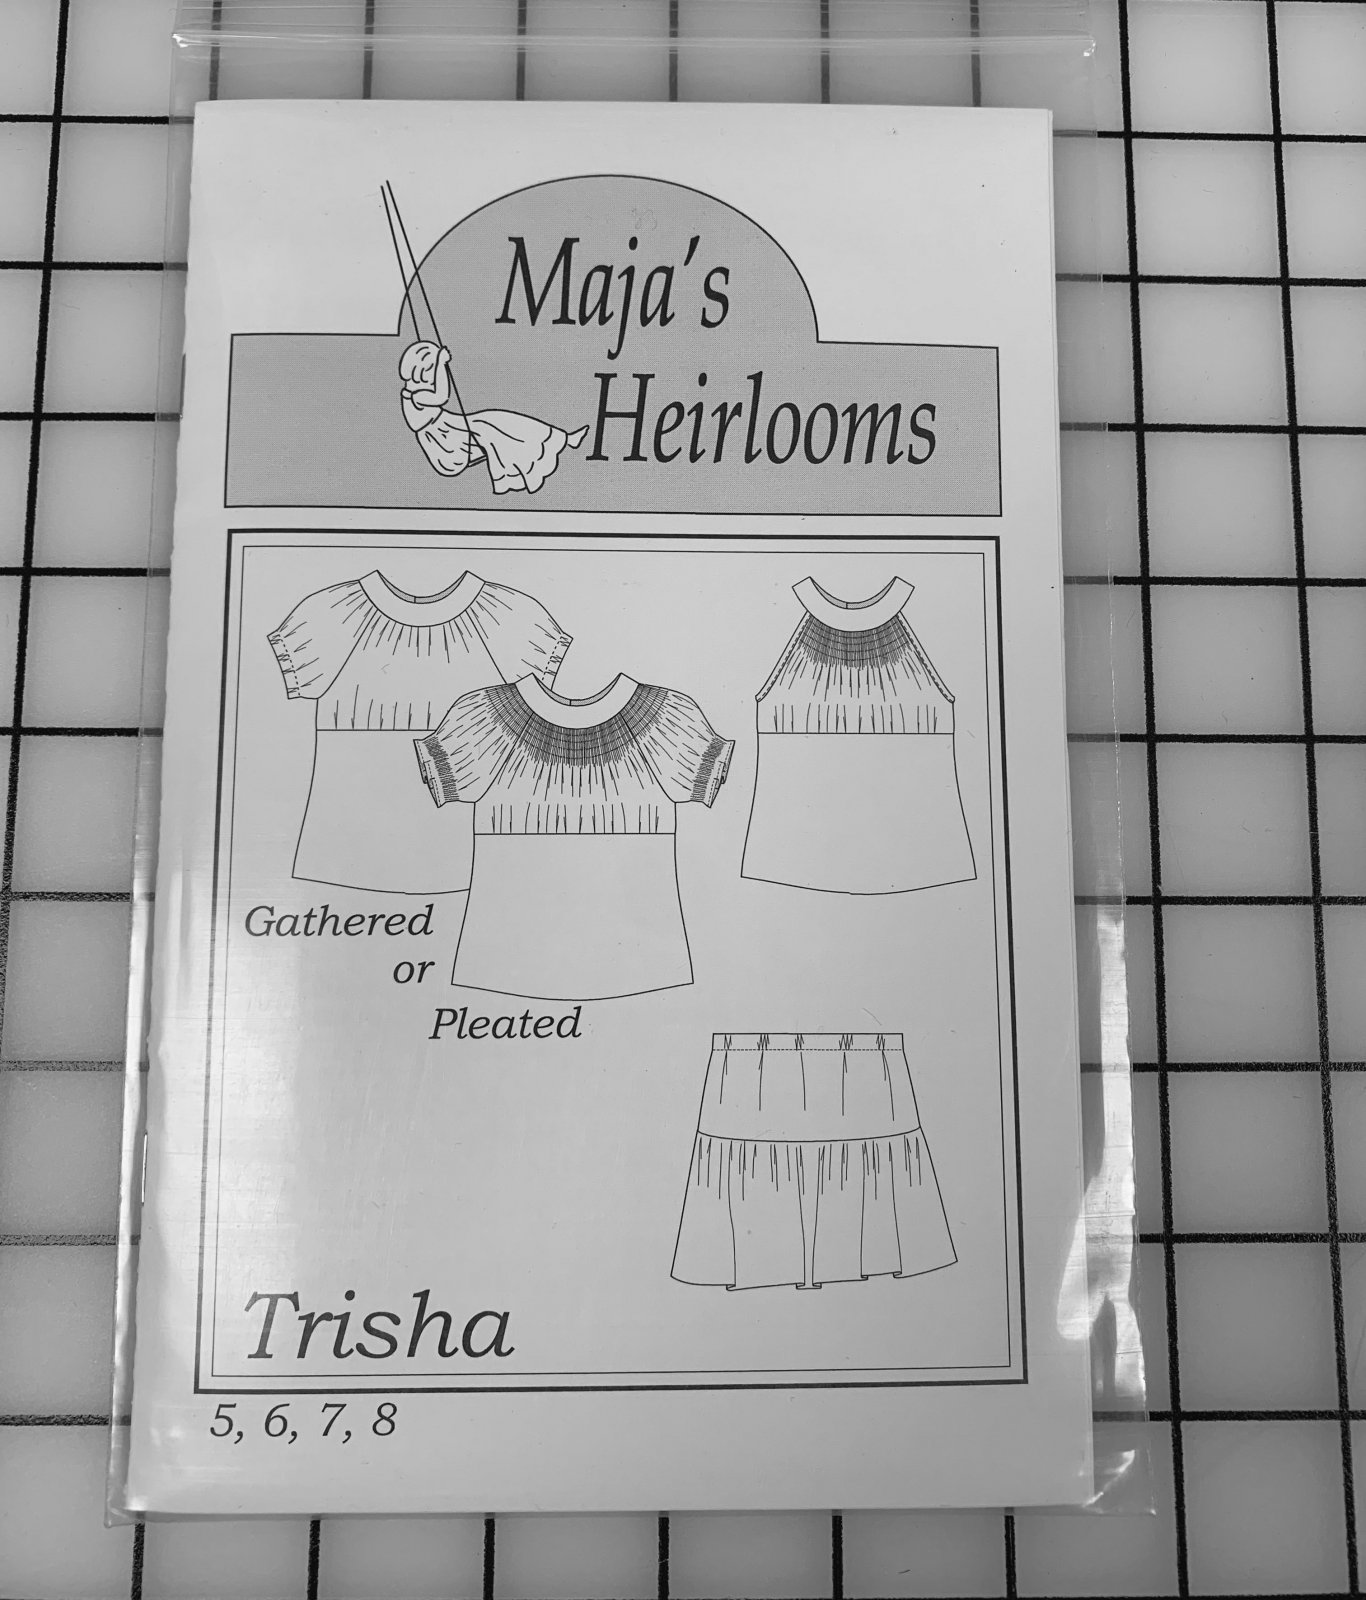 Maja's
Heirlooms
Gathered
or
Pleated
Trisha
5, 6, 7, 8